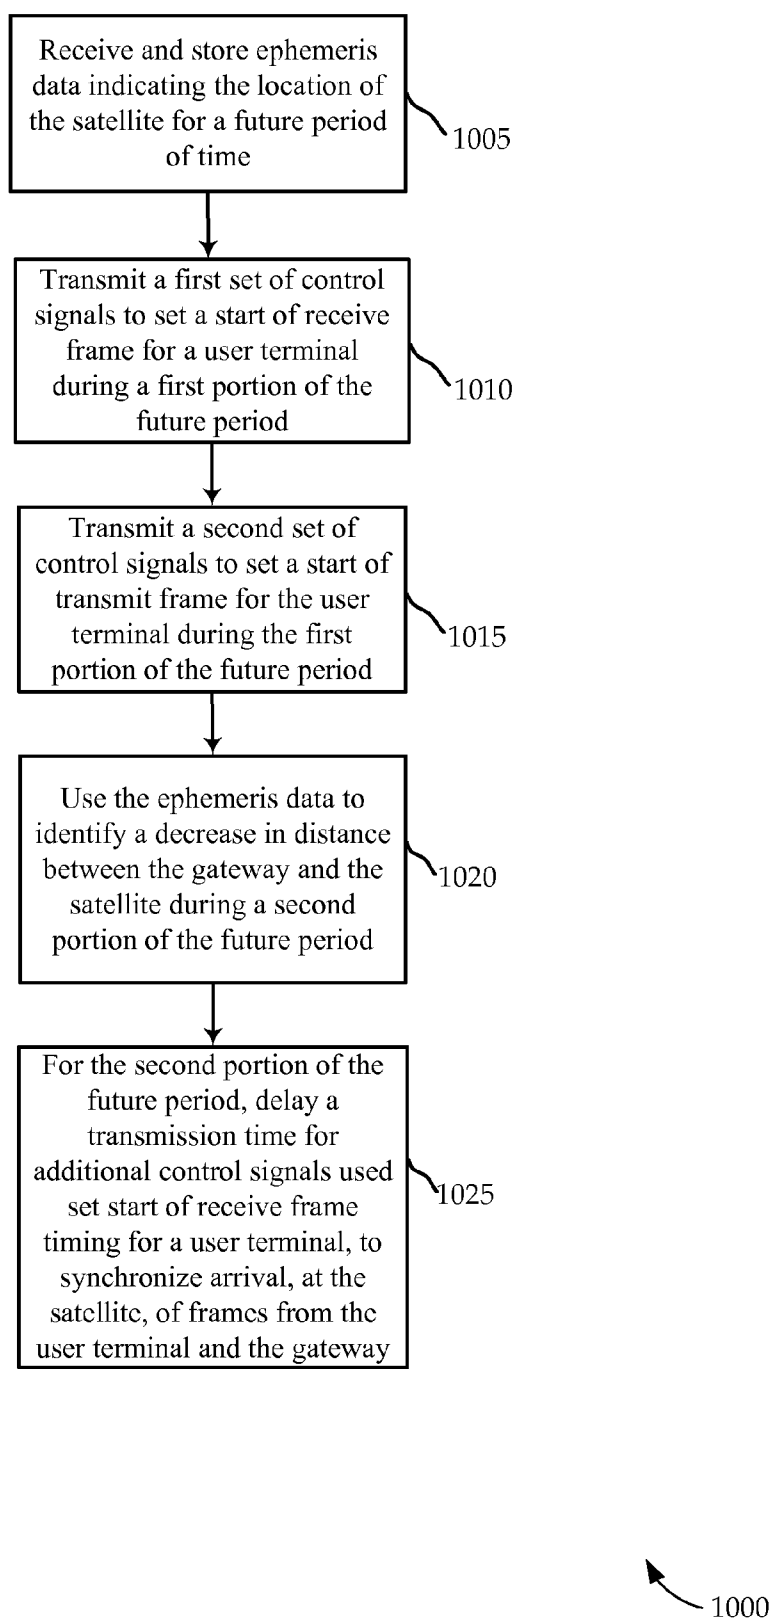 Receive and store ephemeris
data indicating the location of
the satellite for a future period
of time
1005
Transmit a first set of control
signals to set a start of receive
frame for a user terminal
during a first portion of the
future period
1010
Transmit a second set of
control signals to set a start of
transmit frame for the user
terminal during the first
portion of the future period
1015
Use the ephemeris data to
identify a decrease in distance
between the gateway and the
satellite during a second
portion of the future period
1020
For the second portion of the
future period, delay a
transmission time for
additional control signals used
set start of receive frame
timing for a user terminal, to
synchronize arrival, at the
satellite, of frames from the
user terminal and the gateway
1025
1000